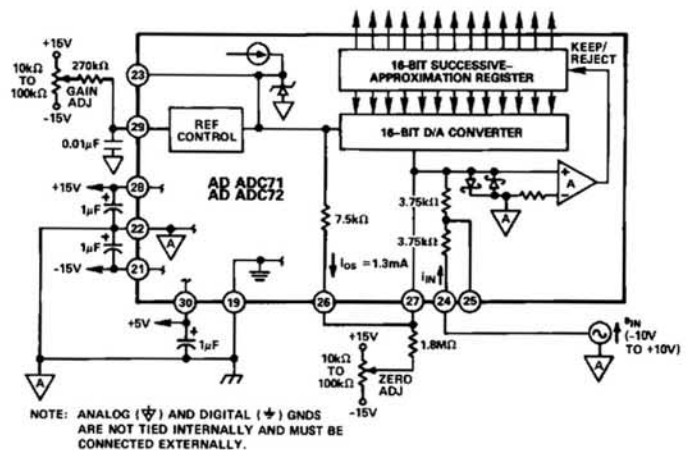 +15V
10kΩ
TO
100kΩ
-15V
270kΩ
GAIN
ADJ
0.01µF
23
29
REF
CONTROL
16-BIT SUCCESSIVE-
APPROXIMATION REGISTER
KEEP/
REJECT
16-BIT D/A CONVERTER
AD ADC71
AD ADC72
+
A
−
A
+15V
28
+
1µF
22
A
+
1µF
-15V
21
7.5kΩ
3.75kΩ
3.75kΩ
IOS = 1.3mA
iIN
30
19
26
27
24
25
+5V
+
1µF
A
+15V
10kΩ
TO
100kΩ
-15V
1.8MΩ
ZERO
ADJ
eIN
(-10V
TO +10V)
A
NOTE: ANALOG (A) AND DIGITAL (⏚) GNDS
ARE NOT TIED INTERNALLY AND MUST BE
CONNECTED EXTERNALLY.